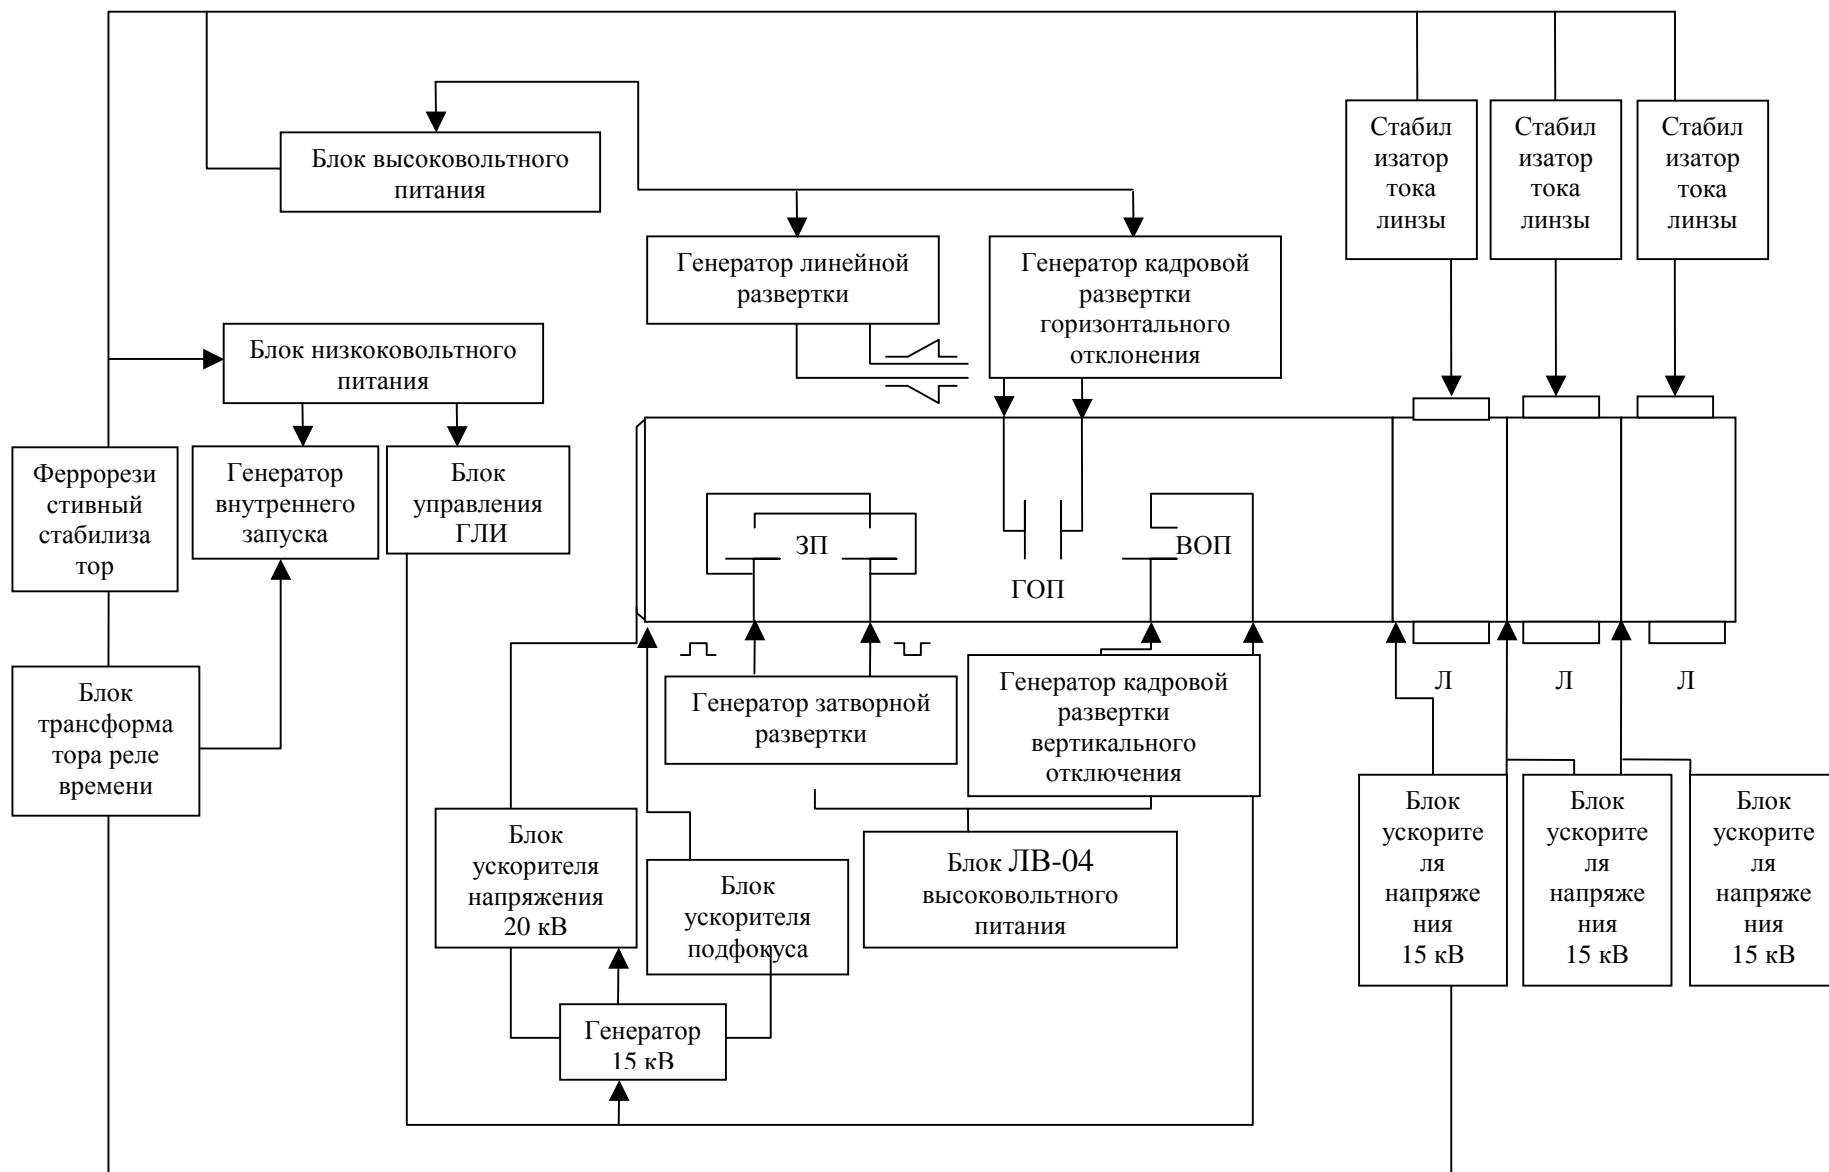 Стабил
изатор
тока
линзы
Стабил
изатор
тока
линзы
Стабил
изатор
тока
линзы
Блок высоковольтного
питания
Генератор линейной
развертки
Генератор кадровой
развертки
горизонтального
отклонения
Блок низкоковольтного
питания
Феррорези
стивный
стабилиза
тор
Генератор
внутреннего
запуска
Блок
управления
ГЛИ
ЗП
ГОП
ВОП
Блок
трансформа
тора реле
времени
Генератор затворной
развертки
Генератор кадровой
развертки
вертикального
отключения
Л
Л
Л
Блок
ускорителя
напряжения
20 кВ
Блок
ускорителя
подфокуса
Блок ЛВ-04
высоковольтного
питания
Блок
ускорите
ля
напряже
ния
15 кВ
Блок
ускорите
ля
напряже
ния
15 кВ
Блок
ускорите
ля
напряже
ния
15 кВ
Генератор
15 кВ